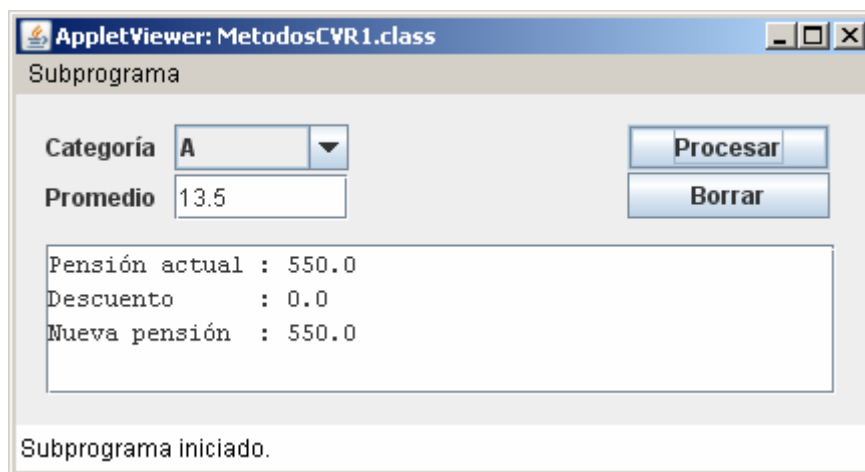 AppletViewer: MetodosCVR1.class
Subprograma
Categoría A
Procesar
Promedio 13.5
Borrar
Pensión actual : 550.0
Descuento : 0.0
Nueva pensión : 550.0
Subprograma iniciado.